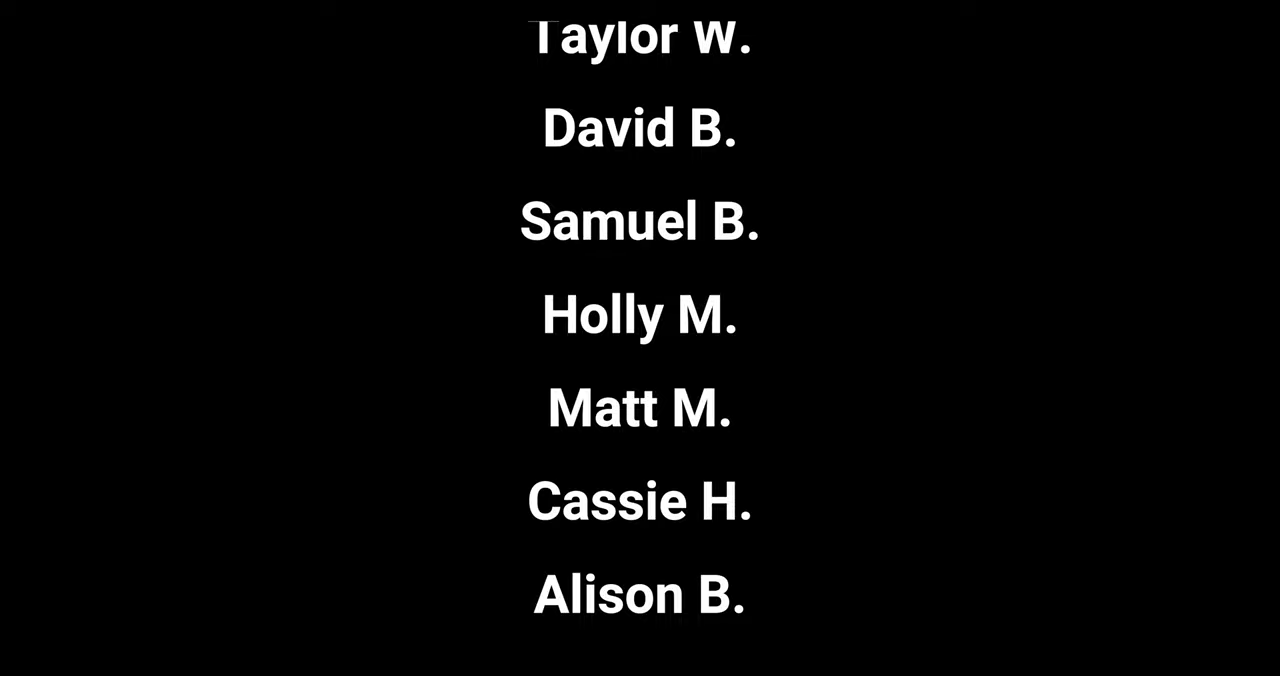 Taylor W.
David B.
Samuel B.
Holly M.
Matt M.
Cassie H.
Alison B.